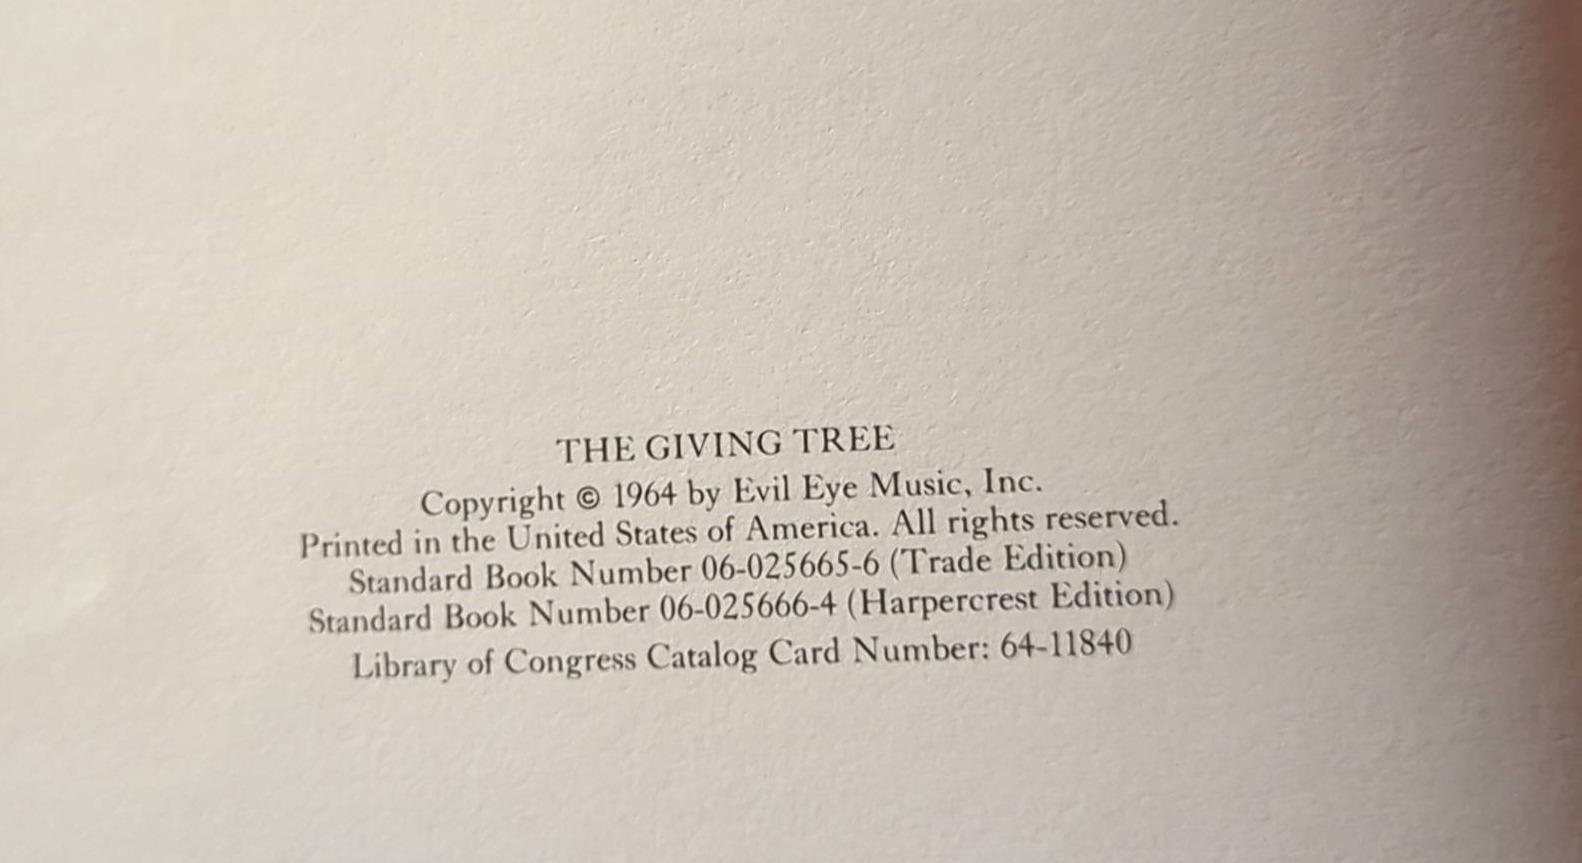 THE GIVING TREE
Copyright © 1964 by Evil Eye Music, Inc.
Printed in the United States of America. All rights reserved.
Standard Book Number 06-025665-6 (Trade Edition)
Standard Book Number 06-025666-4 (Harpercrest Edition)
Library of Congress Catalog Card Number: 64-11840